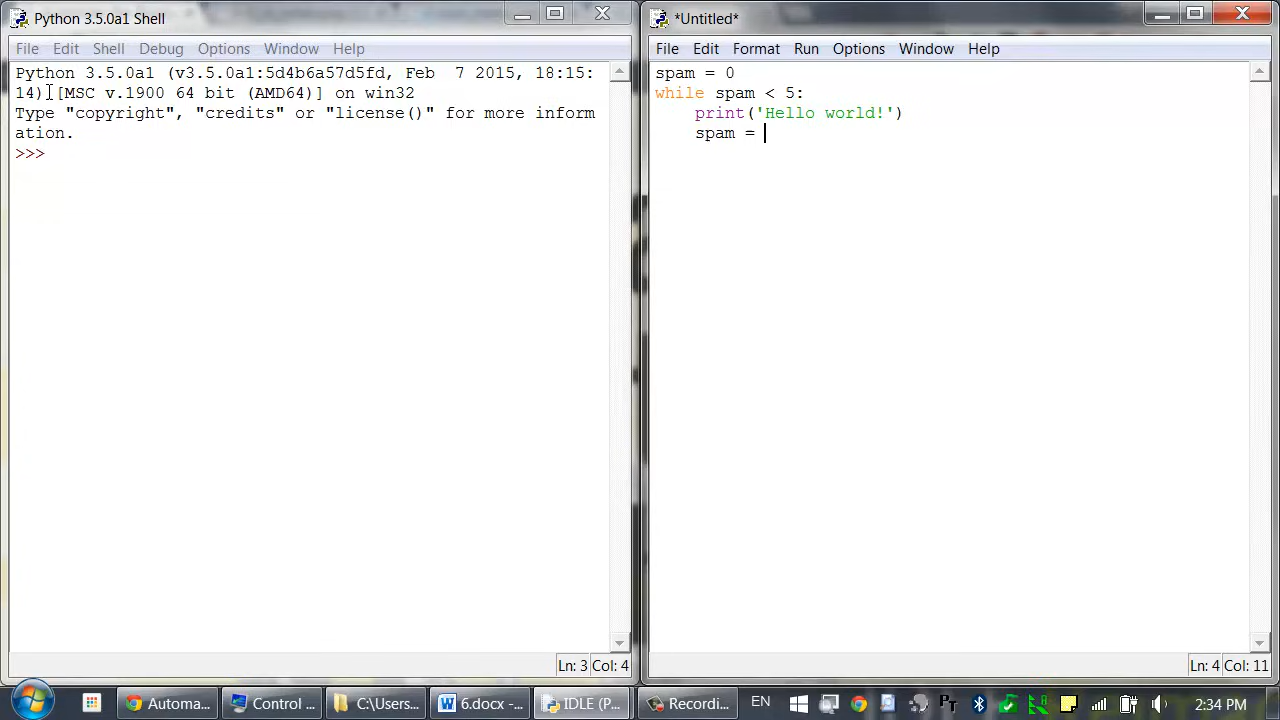 Python 3.5.0a1 Shell
File Edit Shell Debug Options Window Help
Python 3.5.0a1 (v3.5.0a1:5d4b6a57d5fd, Feb  7 2015, 11:15:
14) [MSC v.1900 64 bit (AMD64)] on win32
Type "copyright", "credits" or "license()" for more inform
ation.
>>>
Ln: 3 Col: 4
*Untitled*
File Edit Format Run Options Window Help
spam = 0
while spam < 5:
    print('Hello world!')
    spam =
Ln: 4 Col: 11
Automa... Control ... C:\Users... 6.docx -... IDLE (P... Recordi... EN 2:34 PM